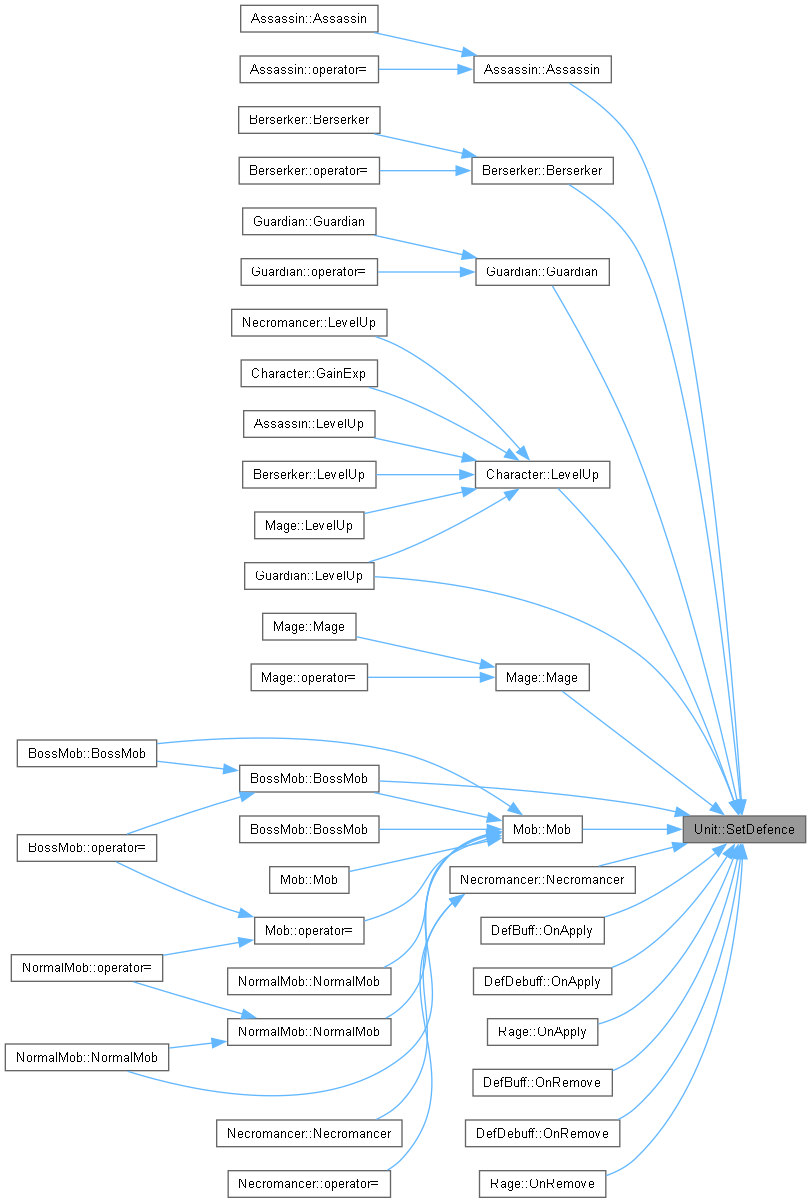 Assassin::Assassin
Assassin::operator=
Assassin::Assassin
Berserker::Berserker
Berserker::operator=
Berserker::Berserker
Guardian::Guardian
Guardian::operator=
Guardian::Guardian
Necromancer::LevelUp
Character::GainExp
Assassin::LevelUp
Berserker::LevelUp
Character::LevelUp
Mage::LevelUp
Guardian::LevelUp
Mage::Mage
Mage::operator=
Mage::Mage
BossMob::BossMob
BossMob::BossMob
BossMob::BossMob
Mob::Mob
Unit::SetDefence
BossMob::operator=
Mob::Mob
Necromancer::Necromancer
Mob::operator=
DefBuff::OnApply
NormalMob::operator=
NormalMob::NormalMob
DefDebuff::OnApply
NormalMob::NormalMob
Rage::OnApply
NormalMob::NormalMob
DefBuff::OnRemove
Necromancer::Necromancer
DefDebuff::OnRemove
Necromancer::operator=
Rage::OnRemove